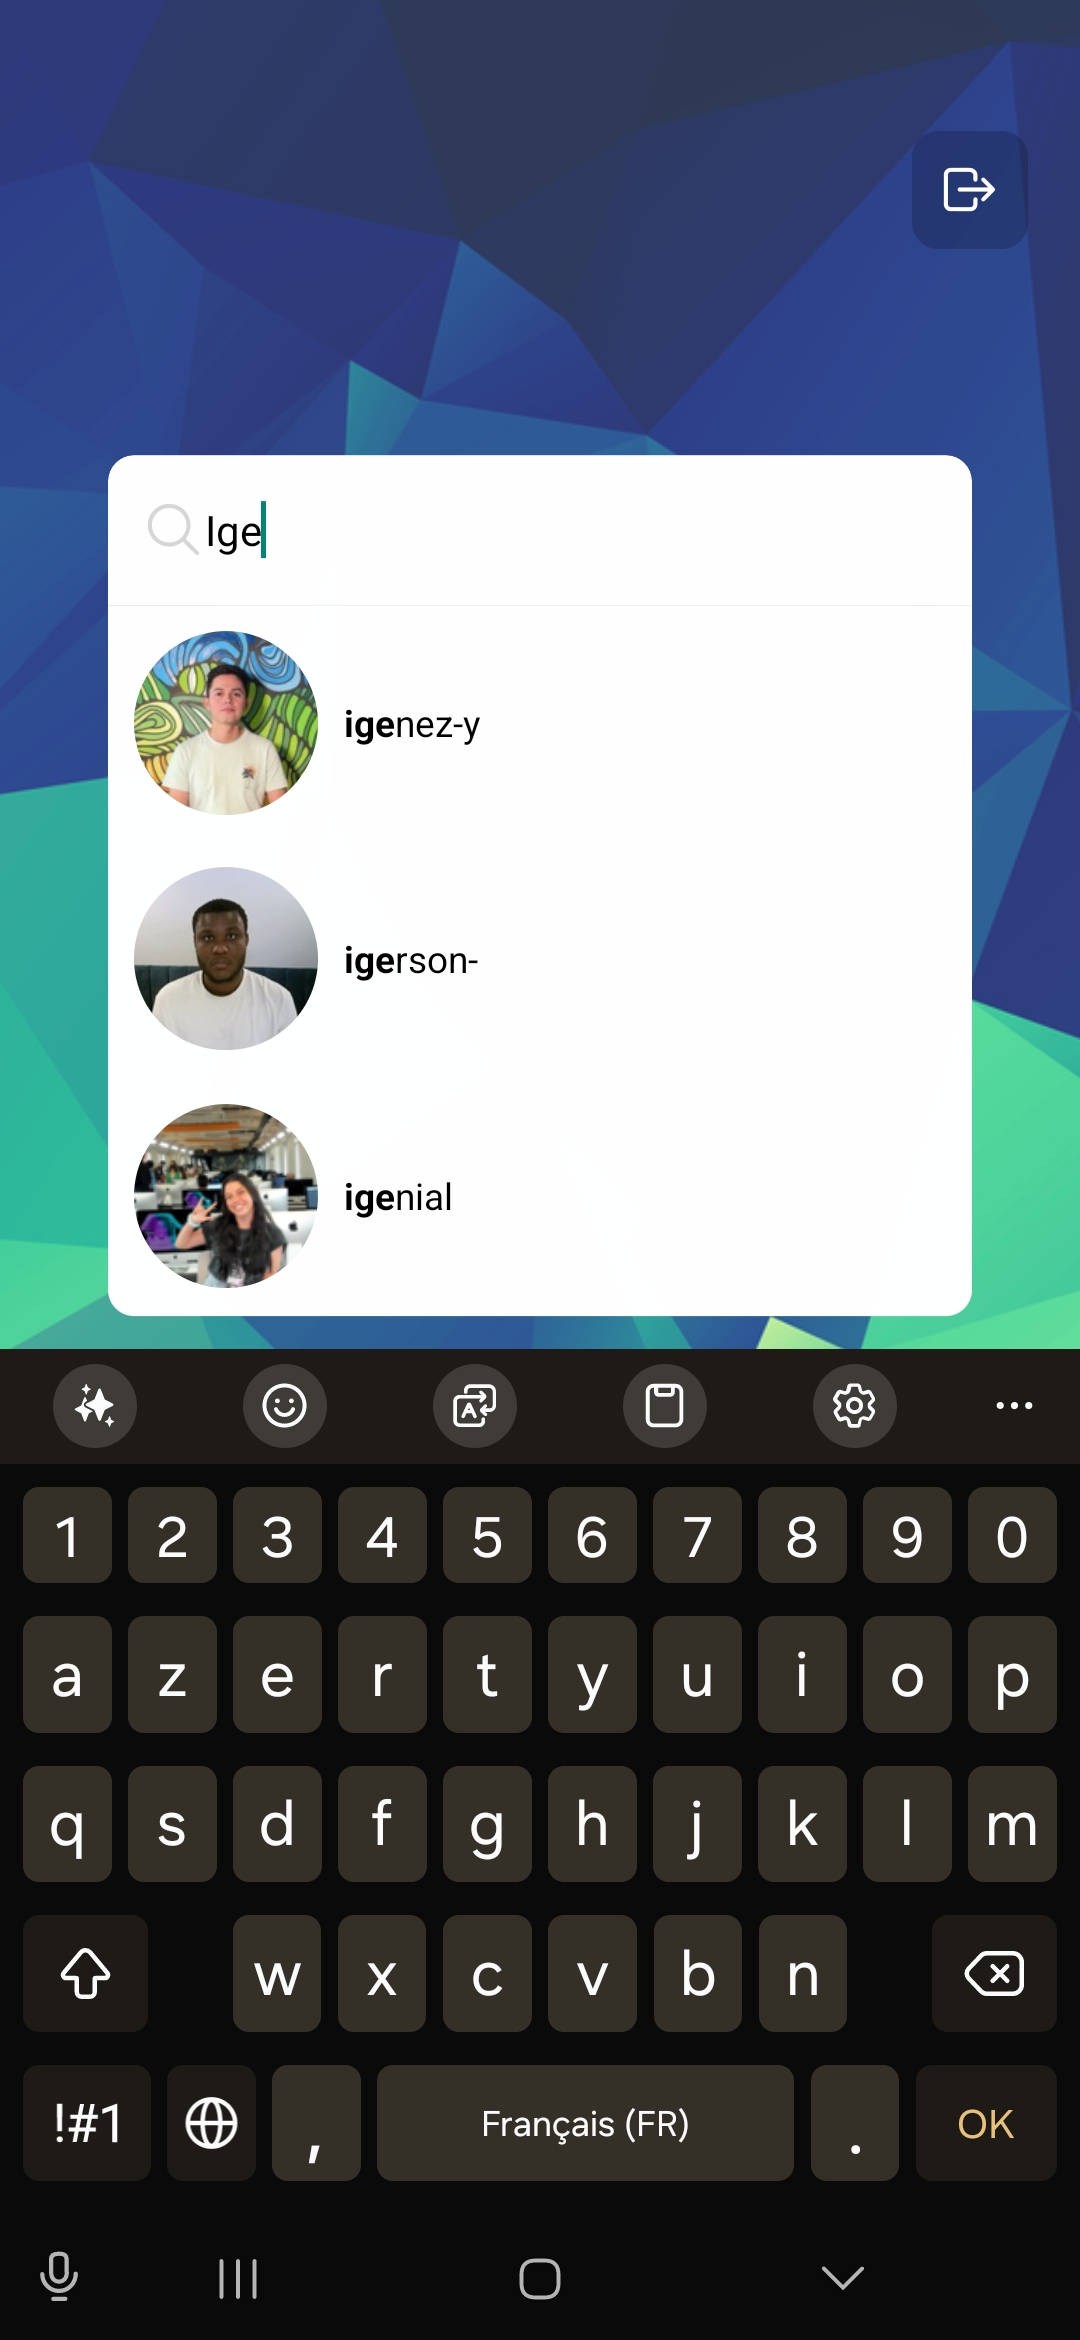 Ige
igenez-y
igerson-
igenial
1 2 3 4 5 6 7 8 9 0
a z e r t y u i o p
q s d f g h j k l m
w x c v b n
!#1 , Français (FR) . OK